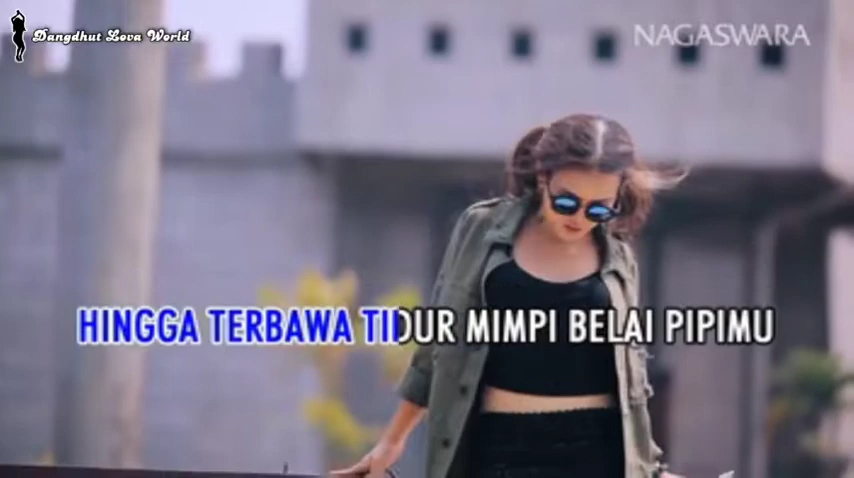 Dangdhut Lova World
NAGASWARA
HINGGA TERBAWA TIDUR MIMPI BELAI PIPIMU